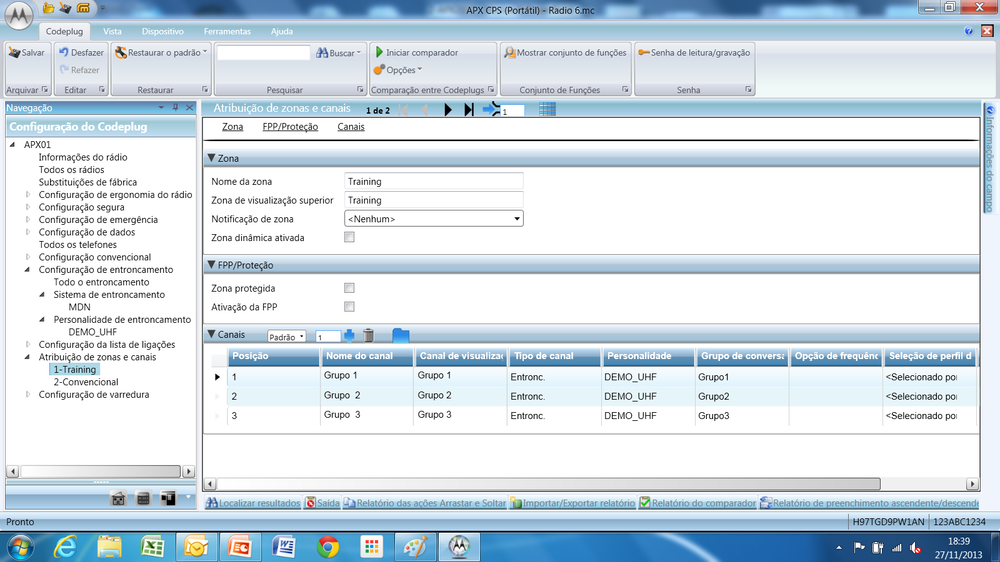 APX CPS (Portátil) - Radio 6.mc
Codeplug Vista Dispositivo Ferramentas Ajuda
Salvar Desfazer Restaurar o padrão Buscar Iniciar comparador Mostrar conjunto de funções Senha de leitura/gravação
Refazer Opções
Arquivar Editar Restaurar Pesquisar Comparação entre Codeplugs Conjunto de Funções Senha
Navegação
Configuração do Codeplug
APX01
Informações do rádio
Todos os rádios
Substituições de fábrica
Configuração de ergonomia do rádio
Configuração segura
Configuração de emergência
Configuração de dados
Todos os telefones
Configuração convencional
Configuração de entroncamento
Todo o entroncamento
Sistema de entroncamento
MDN
Personalidade de entroncamento
DEMO_UHF
Configuração da lista de ligações
Atribuição de zonas e canais
1-Training
2-Convencional
Configuração de varredura
Atribuição de zonas e canais 1 de 2 1
Zona FPP/Proteção Canais
Zona
Nome da zona Training
Zona de visualização superior Training
Notificação de zona <Nenhum>
Zona dinâmica ativada
FPP/Proteção
Zona protegida
Ativação da FPP
Canais Padrão 1
Posição Nome do canal Canal de visualizaç Tipo de canal Personalidade Grupo de conversa Opção de frequênc Seleção de perfil d
1 Grupo 1 Grupo 1 Entronc. DEMO_UHF Grupo1 <Selecionado por
2 Grupo 2 Grupo 2 Entronc. DEMO_UHF Grupo2 <Selecionado por
3 Grupo 3 Grupo 3 Entronc. DEMO_UHF Grupo3 <Selecionado por
Informações do campo
Localizar resultados Saída Relatório das ações Arrastar e Soltar Importar/Exportar relatório Relatório do comparador Relatório de preenchimento ascendente/descende
Pronto H97TGD9PW1AN 123ABC1234
18:39
27/11/2013